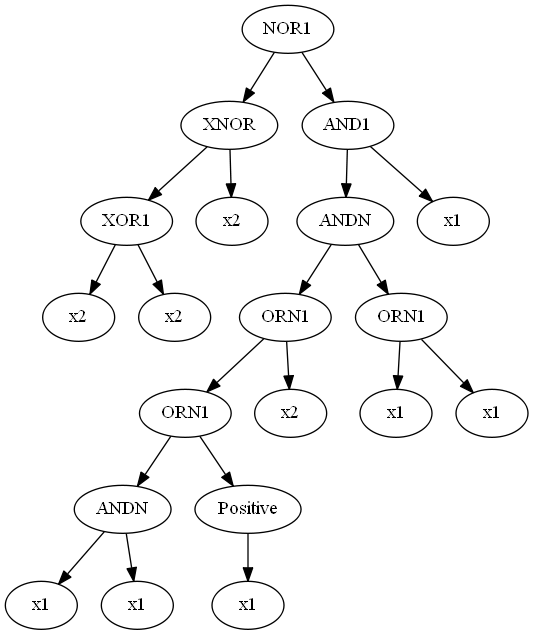 NOR1
XNOR AND1
XOR1 x2 ANDN x1
x2 x2 ORN1 ORN1
ORN1 x2 x1 x1
ANDN Positive
x1 x1 x1